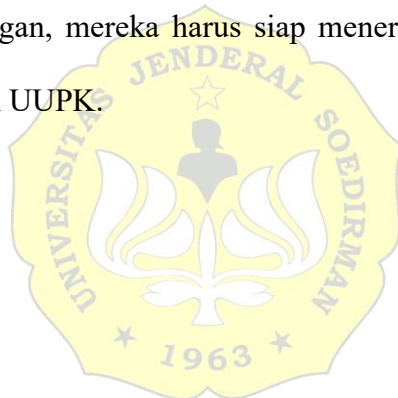 gan, mereka harus siap mener
UUPK.
UNIVERSITAS JENDERAL SOEDIRMAN
1963